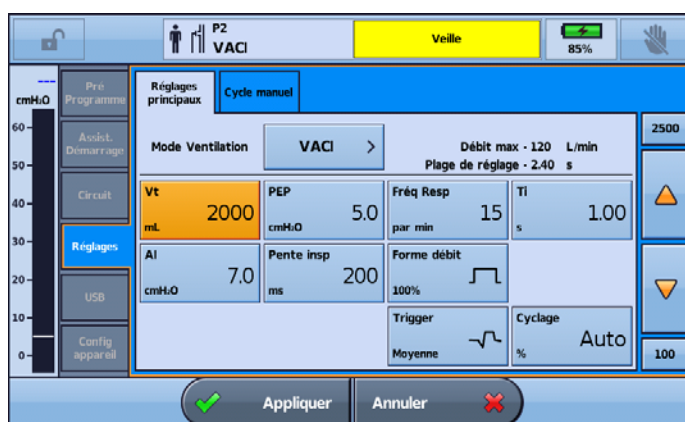 P2
VACI
Veille
85%
---
cmH₂O
60
50
40
30
20
10
0
Pré
Programme
Assist.
Démarrage
Circuit
Réglages
USB
Config
appareil
Réglages
principaux
Cycle manuel
Mode Ventilation
VACI >
Débit max - 120 L/min
Plage de réglage - 2.40 s
Vt
2000
mL
PEP
5.0
cmH₂O
Fréq Resp
15
par min
Ti
1.00
s
AI
7.0
cmH₂O
Pente insp
200
ms
Forme débit
100%
Trigger
Moyenne
Cyclage
Auto
%
2500
100
Appliquer
Annuler